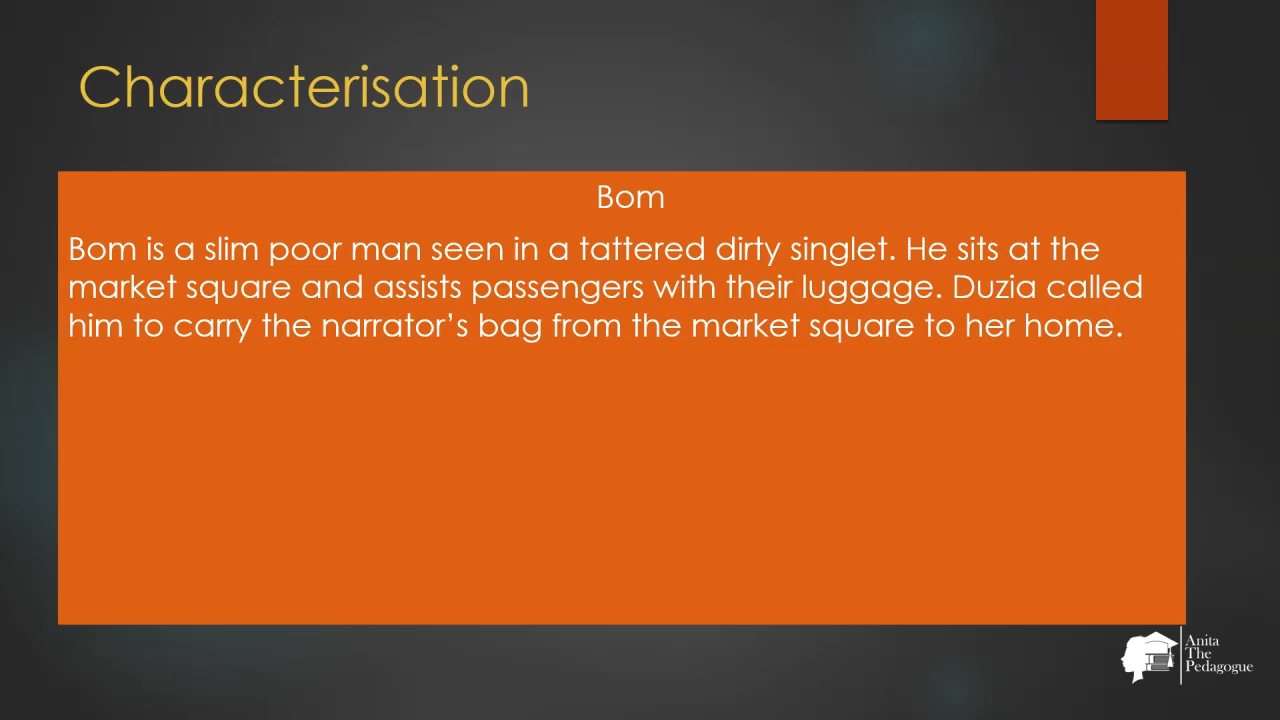 Characterisation
Bom
Bom is a slim poor man seen in a tattered dirty singlet. He sits at the
market square and assists passengers with their luggage. Duzia called
him to carry the narrator’s bag from the market square to her home.
Anita
The
Pedagogue